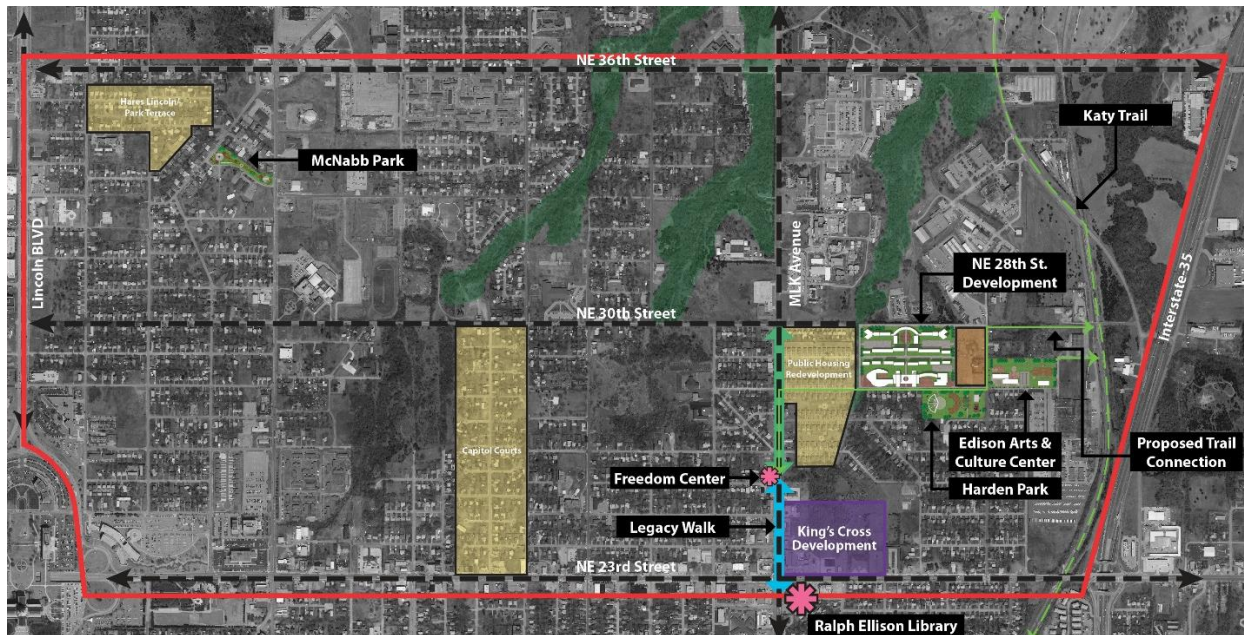 NE 36th Street
Hares Lincoln/
Park Terrace
Katy Trail
McNabb Park
Lincoln BLVD
MLK Avenue
NE 28th St.
Development
Interstate-35
NE 30th Street
Public Housing
Redevelopment
Capitol Courts
Edison Arts &
Culture Center
Proposed Trail
Connection
Freedom Center
Harden Park
Legacy Walk
King's Cross
Development
NE 23rd Street
Ralph Ellison Library